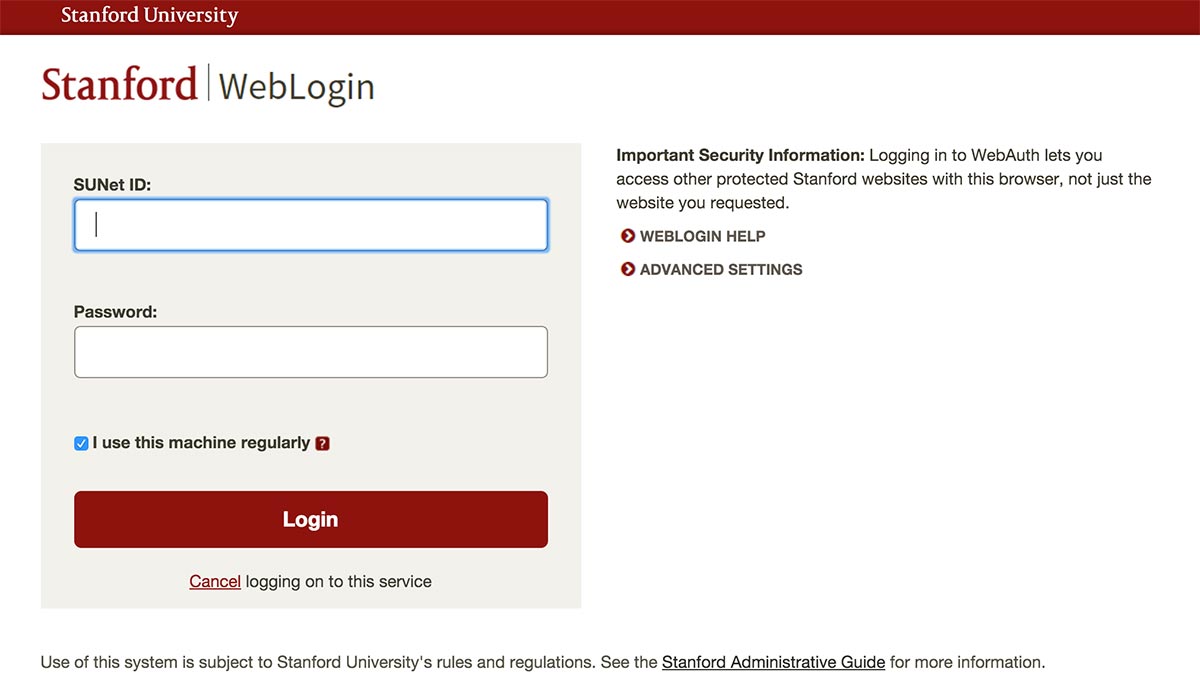 Stanford University
Stanford | WebLogin
SUNet ID:
Password:
I use this machine regularly ?
Login
Cancel logging on to this service
Important Security Information: Logging in to WebAuth lets you
access other protected Stanford websites with this browser, not just the
website you requested.
WEBLOGIN HELP
ADVANCED SETTINGS
Use of this system is subject to Stanford University's rules and regulations. See the Stanford Administrative Guide for more information.